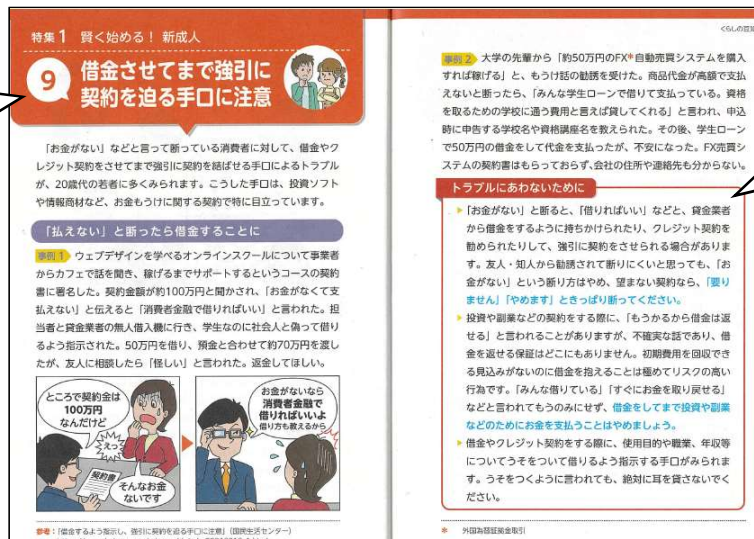 特集1 賢く始める! 新成人
9 借金させてまで強引に
契約を迫る手口に注意
「お金がない」などと言って断っている消費者に対して、借金やク
レジット契約をさせてまで強引に契約を結ばせる手口によるトラブル
が、20歳代の若者に多くみられます。こうした手口は、投資ソフト
や情報商材など、お金もうけに関する契約で特に目立っています。
「払えない」と断ったら借金することに
事例1 ウェブデザインを学べるオンラインスクールについて事業者
からカフェで話を聞き、稼げるまでサポートするというコースの契約
書に署名した。契約金額が約100万円と聞かされ、「お金がなくて支
払えない」と伝えると「消費者金融で借りればいい」と言われた。担
当者と貸金業者の無人借入機に行き、学生なのに社会人と偽って借り
るよう指示された。50万円を借り、預金と合わせて約70万円を渡し
たが、友人に相談したら「怪しい」と言われた。返金してほしい。
ところで契約金は
100万円
なんだけど
えっ
契約書
そんなお金
ないです
お金がないなら
消費者金融で
借りればいいよ
借り方も教えるから
参考:「借金するよう指示し、強引に契約を迫る手口に注意」(国民生活センター)
くらしの豆知
事例2 大学の先輩から「約50万円のFX*自動売買システムを購入
すれば稼げる」と、もうけ話の勧誘を受けた。商品代金が高額で支払
えないと断ったら、「みんな学生ローンで借りて支払っている。資格
を取るための学校に通う費用と言えば貸してくれる」と言われ、申込
時に申告する学校名や資格講座名を教えられた。その後、学生ローン
で50万円の借金をして代金を支払ったが、不安になった。FX売買シ
ステムの契約書はもらっておらず、会社の住所や連絡先も分からない。
トラブルにあわないために
▶「お金がない」と断ると、「借りればいい」などと、貸金業者
から借金をするように持ちかけられたり、クレジット契約を
勧められたりして、強引に契約をさせられる場合がありま
す。友人・知人から勧誘されて断りにくいと思っても、「お
金がない」という断り方はやめ、望まない契約なら、「要り
ません」「やめます」ときっぱり断ってください。
▶投資や副業などの契約をする際に、「もうかるから借金は返
せる」と言われることがありますが、不確実な話であり、借
金を返せる保証はどこにもありません。初期費用を回収でき
る見込みがないのに借金を抱えることは極めてリスクの高い
行為です。「みんな借りている」「すぐにお金を取り戻せる」
などと言われてもうのみにせず、借金をしてまで投資や副業
などのためにお金を支払うことはやめましょう。
▶借金やクレジット契約をする際に、使用目的や職業、年収等
についてうそをついて借りるよう指示する手口がみられま
す。うそをつくように言われても、絶対に耳を貸さないでく
ださい。
* 外国為替証拠金取引